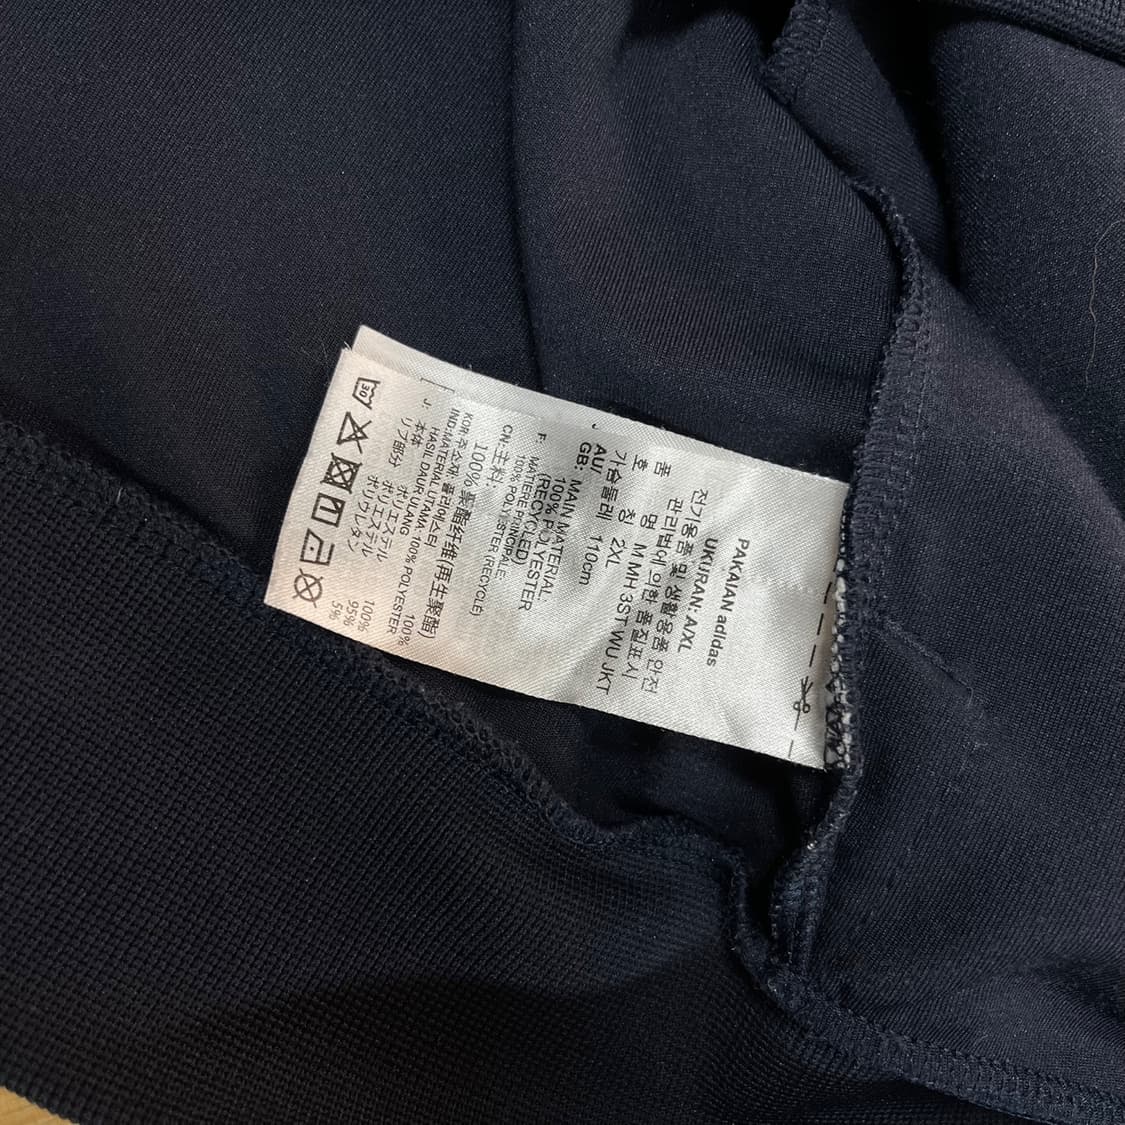 PAKAIAN adidas
UKURAN. A/XL
전기용품 및 생활용품 안전
관리법에 의한 품질표시
품 명 M MH 3ST WU JKT
호 칭 2XL
가슴둘레 110cm
AU/
GB: MAIN MATERIAL:
100% POLYESTER
(RECYCLED)
F: MATIERE PRINCIPALE:
100% POLYESTER (RECYCLE)
CN:主料:
100% 聚酯纤维(再生聚酯)
KOR:주소재: 폴리에스터 100%
IND:MATERIAL UTAMA: 100% POLYESTER
HASIL DAUR ULANG
J: 本体 ポリエステル 100%
リブ部分 ポリエステル 95%
ポリウレタン 5%
30